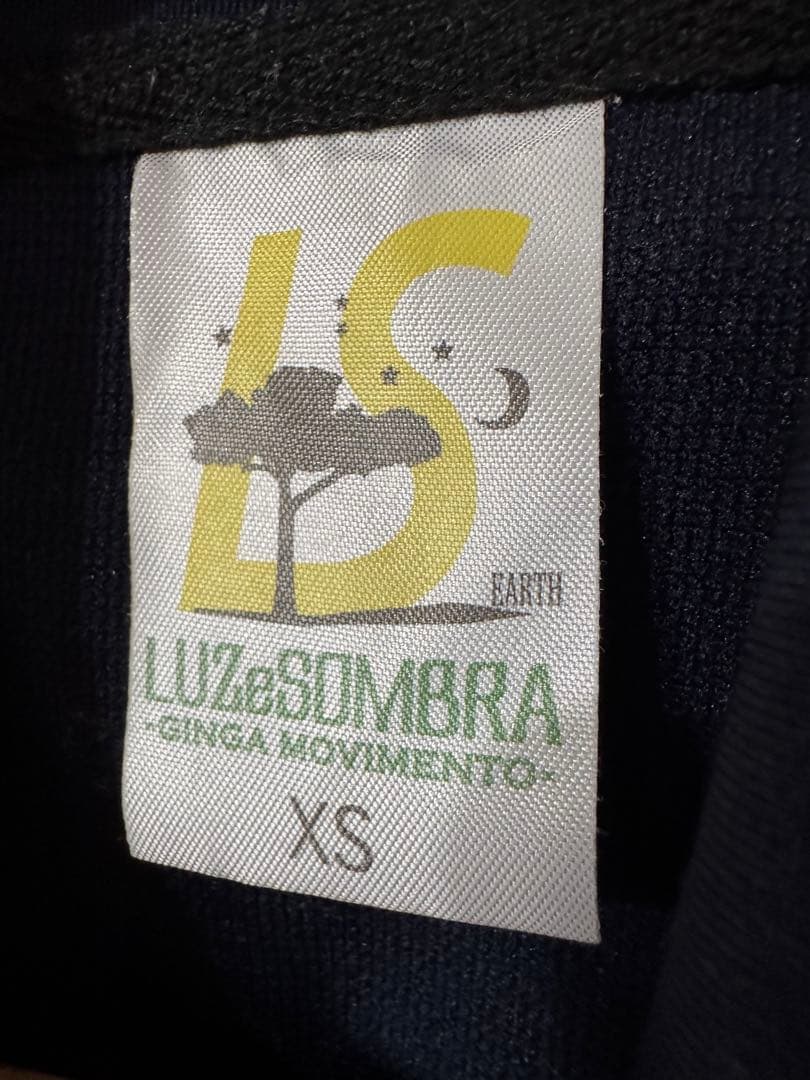 LS
EARTH
LUZeSOMBRA
-GINGA MOVIMENTO-
XS